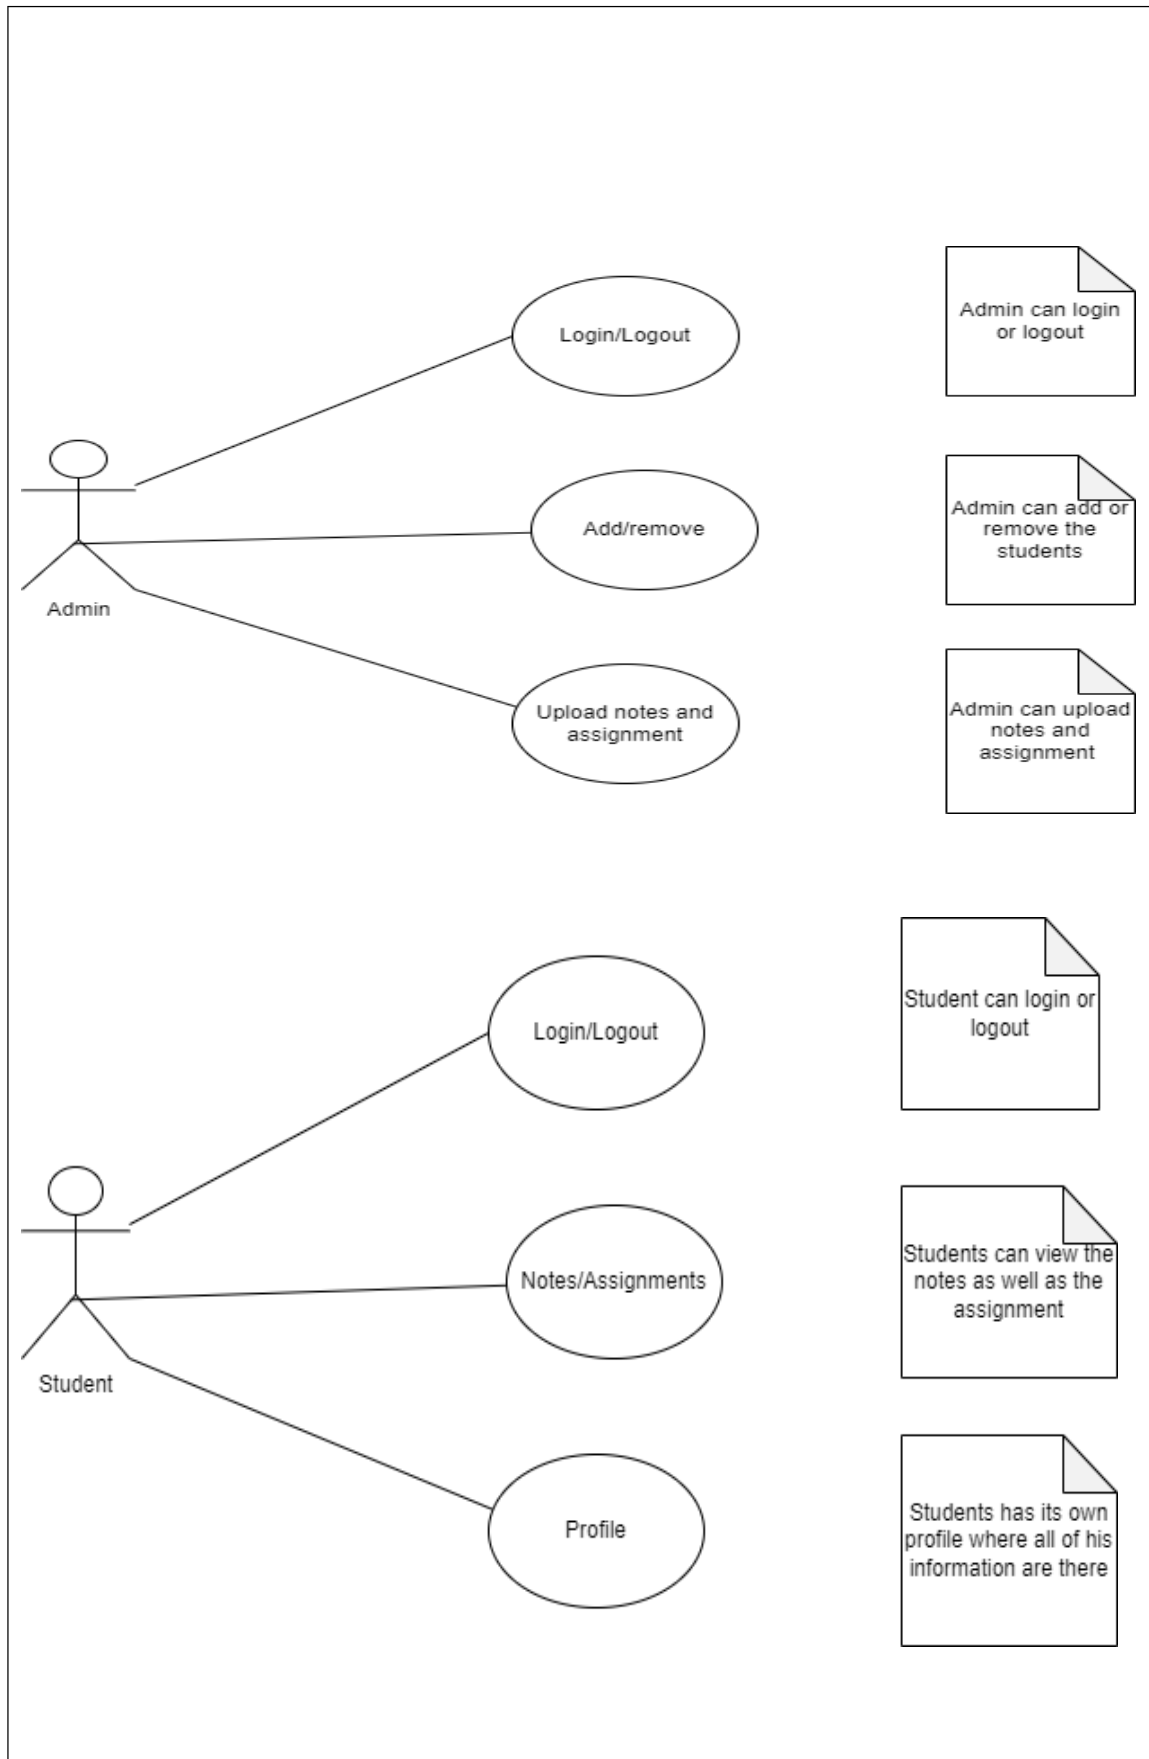 Login/Logout
Admin can login
or logout
Add/remove
Admin can add or
remove the
students
Admin
Upload notes and
assignment
Admin can upload
notes and
assignment
Login/Logout
Student can login or
logout
Notes/Assignments
Students can view the
notes as well as the
assignment
Student
Profile
Students has its own
profile where all of his
information are there